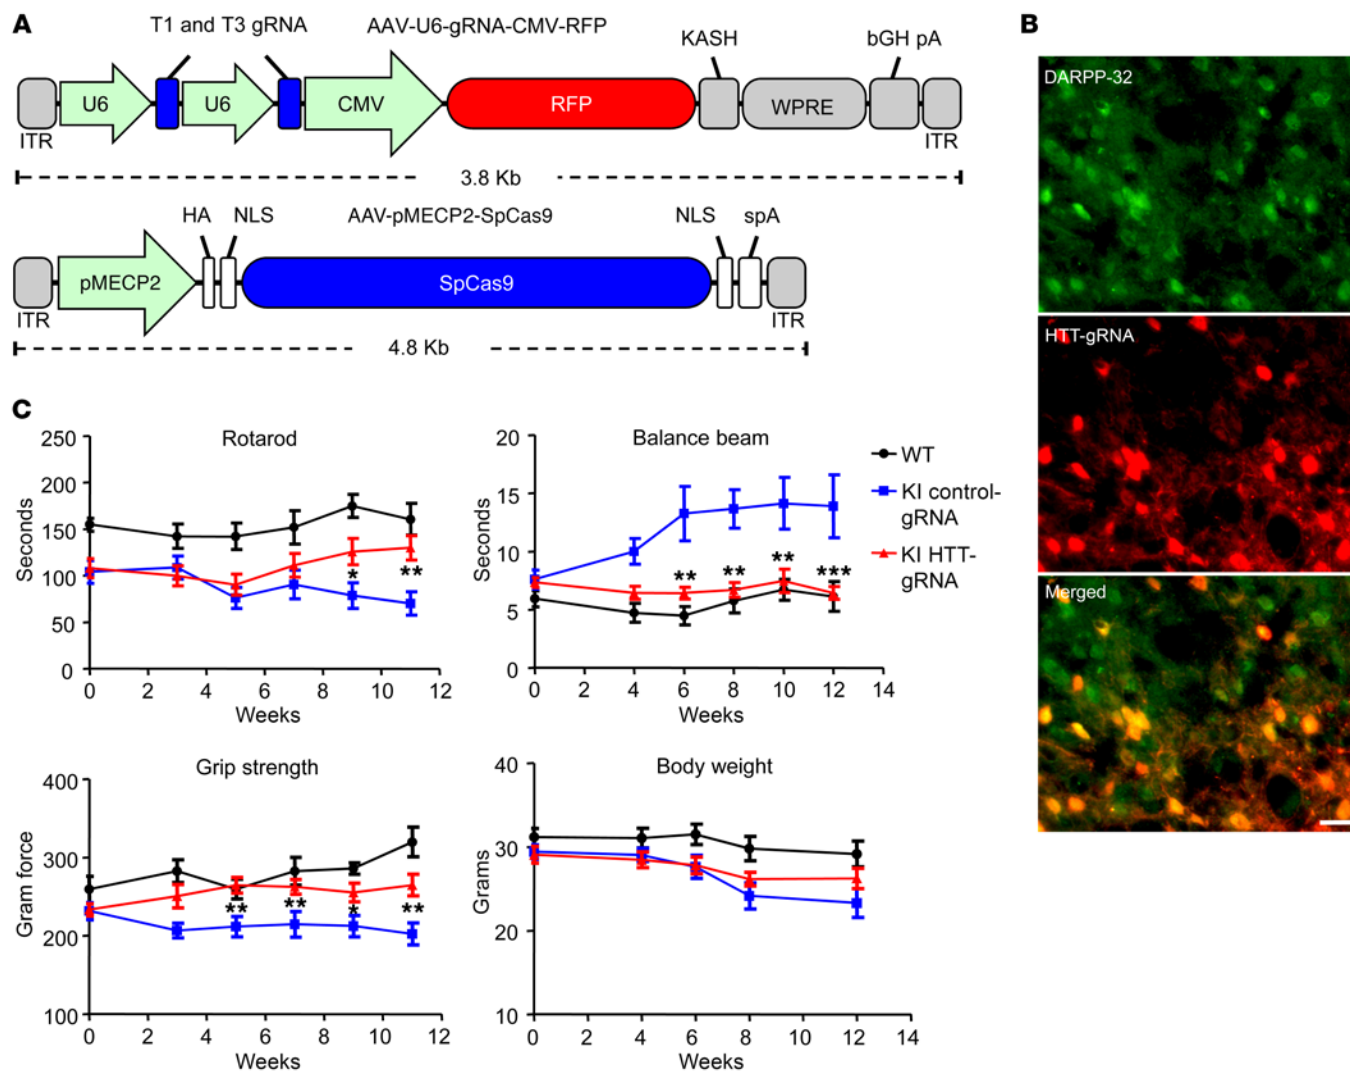 A
T1 and T3 gRNA
AAV-U6-gRNA-CMV-RFP
KASH
bGH pA
U6
U6
CMV
RFP
WPRE
ITR
ITR
3.8 Kb
HA
NLS
AAV-pMECP2-SpCas9
NLS
spA
pMECP2
SpCas9
ITR
ITR
4.8 Kb
B
DARPP-32
HTT-gRNA
Merged
C
Rotarod
Seconds
250
200
150
100
50
0
*
**
0 2 4 6 8 10 12
Weeks
Balance beam
Seconds
20
15
10
5
0
**
**
**
***
0 2 4 6 8 10 12 14
Weeks
WT
KI control-
gRNA
KI HTT-
gRNA
Grip strength
Gram force
400
300
200
100
**
**
*
**
0 2 4 6 8 10 12
Weeks
Body weight
Grams
40
30
20
10
0 2 4 6 8 10 12 14
Weeks